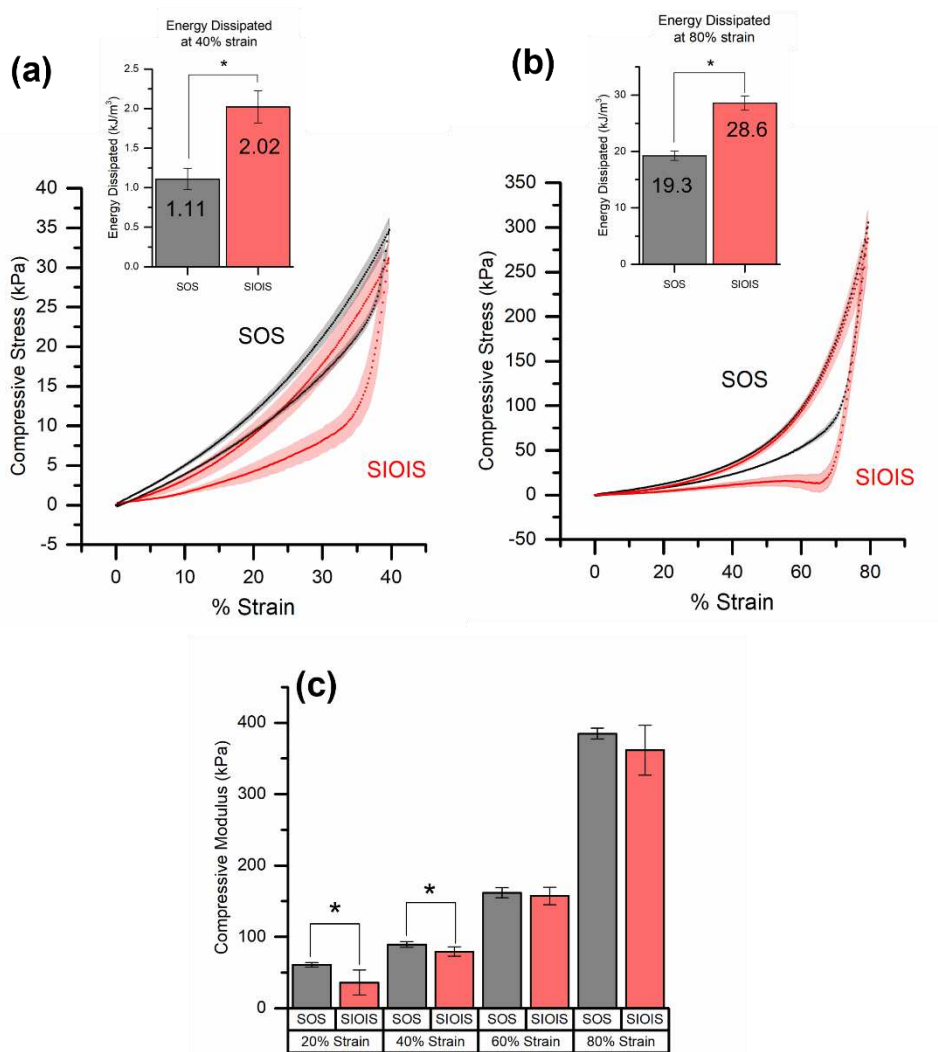 (a)
Energy Dissipated
at 40% strain
Energy Dissipated (kJ/m³)
2.5
2.0
1.5
1.0
0.5
0.0
*
1.11
2.02
SOS
SIOIS
Compressive Stress (kPa)
40
35
30
25
20
15
10
5
0
-5
SOS
SIOIS
0 10 20 30 40
% Strain
(b)
Energy Dissipated
at 80% strain
Energy Dissipated (kJ/m³)
30
20
10
0
*
19.3
28.6
SOS
SIOIS
Compressive Stress (kPa)
350
300
250
200
150
100
50
0
-50
SOS
SIOIS
0 20 40 60 80
% Strain
(c)
Compressive Modulus (kPa)
400
300
200
100
0
*
*
SOS SIOIS SOS SIOIS SOS SIOIS SOS SIOIS
20% Strain 40% Strain 60% Strain 80% Strain